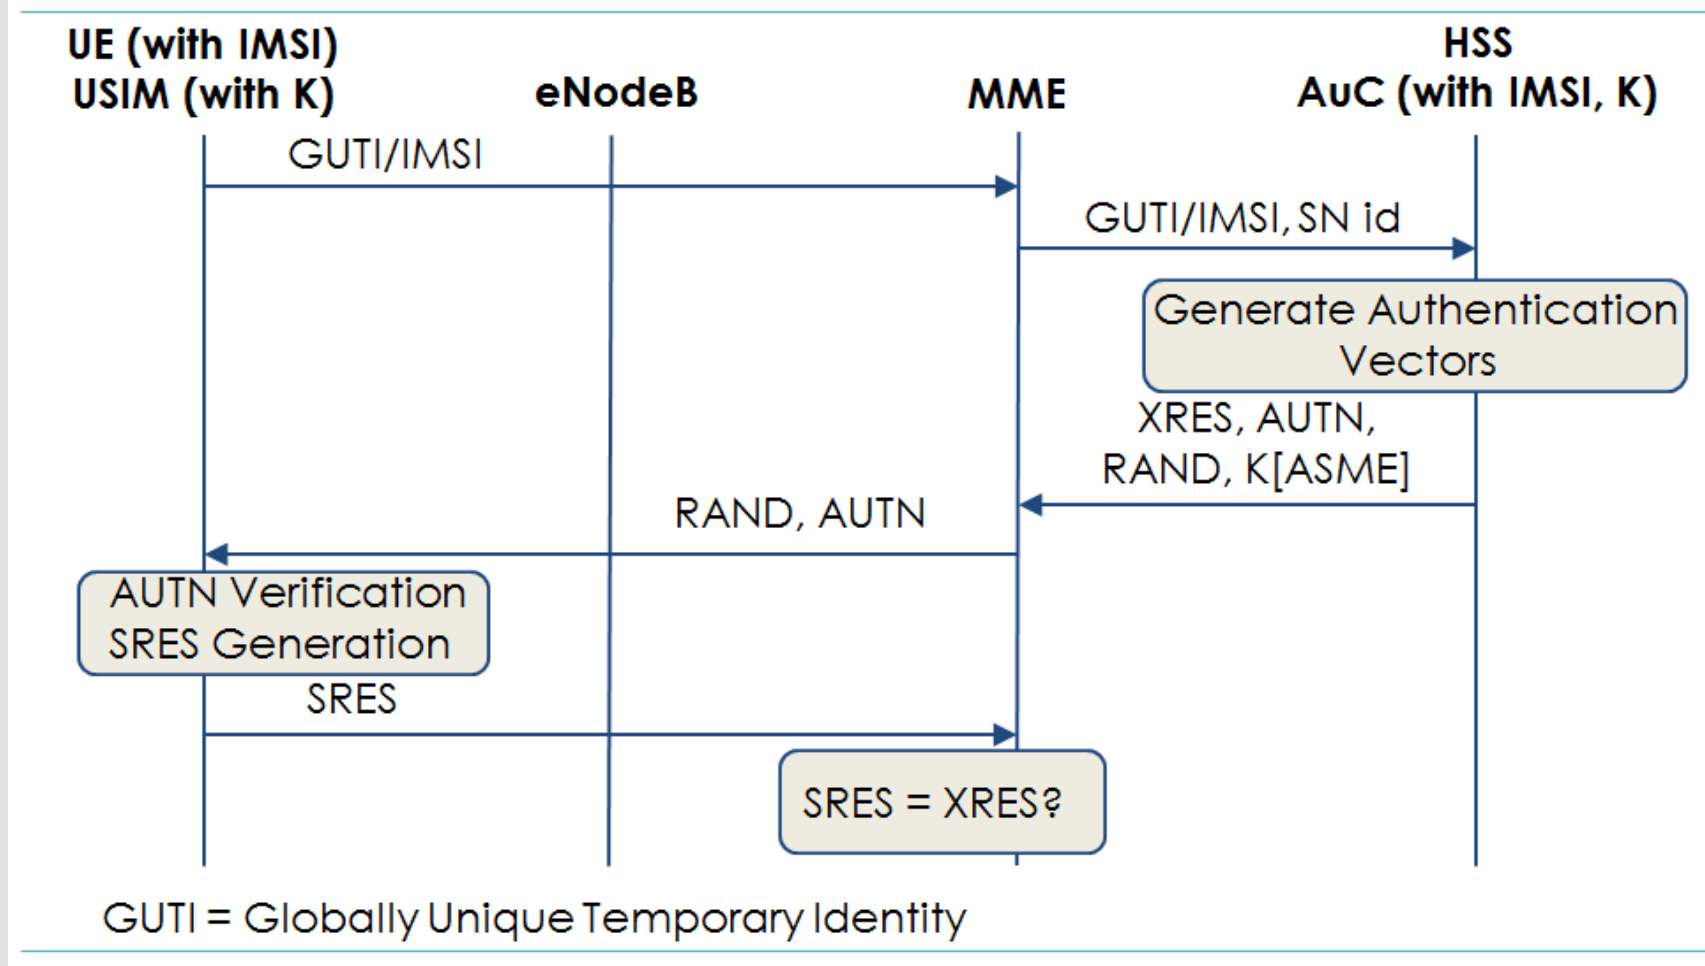 UE (with IMSI)
USIM (with K)
eNodeB
MME
HSS
AuC (with IMSI, K)
GUTI/IMSI
GUTI/IMSI, SN id
Generate Authentication
Vectors
XRES, AUTN,
RAND, K[ASME]
RAND, AUTN
AUTN Verification
SRES Generation
SRES
SRES = XRES?
GUTI = Globally Unique Temporary Identity